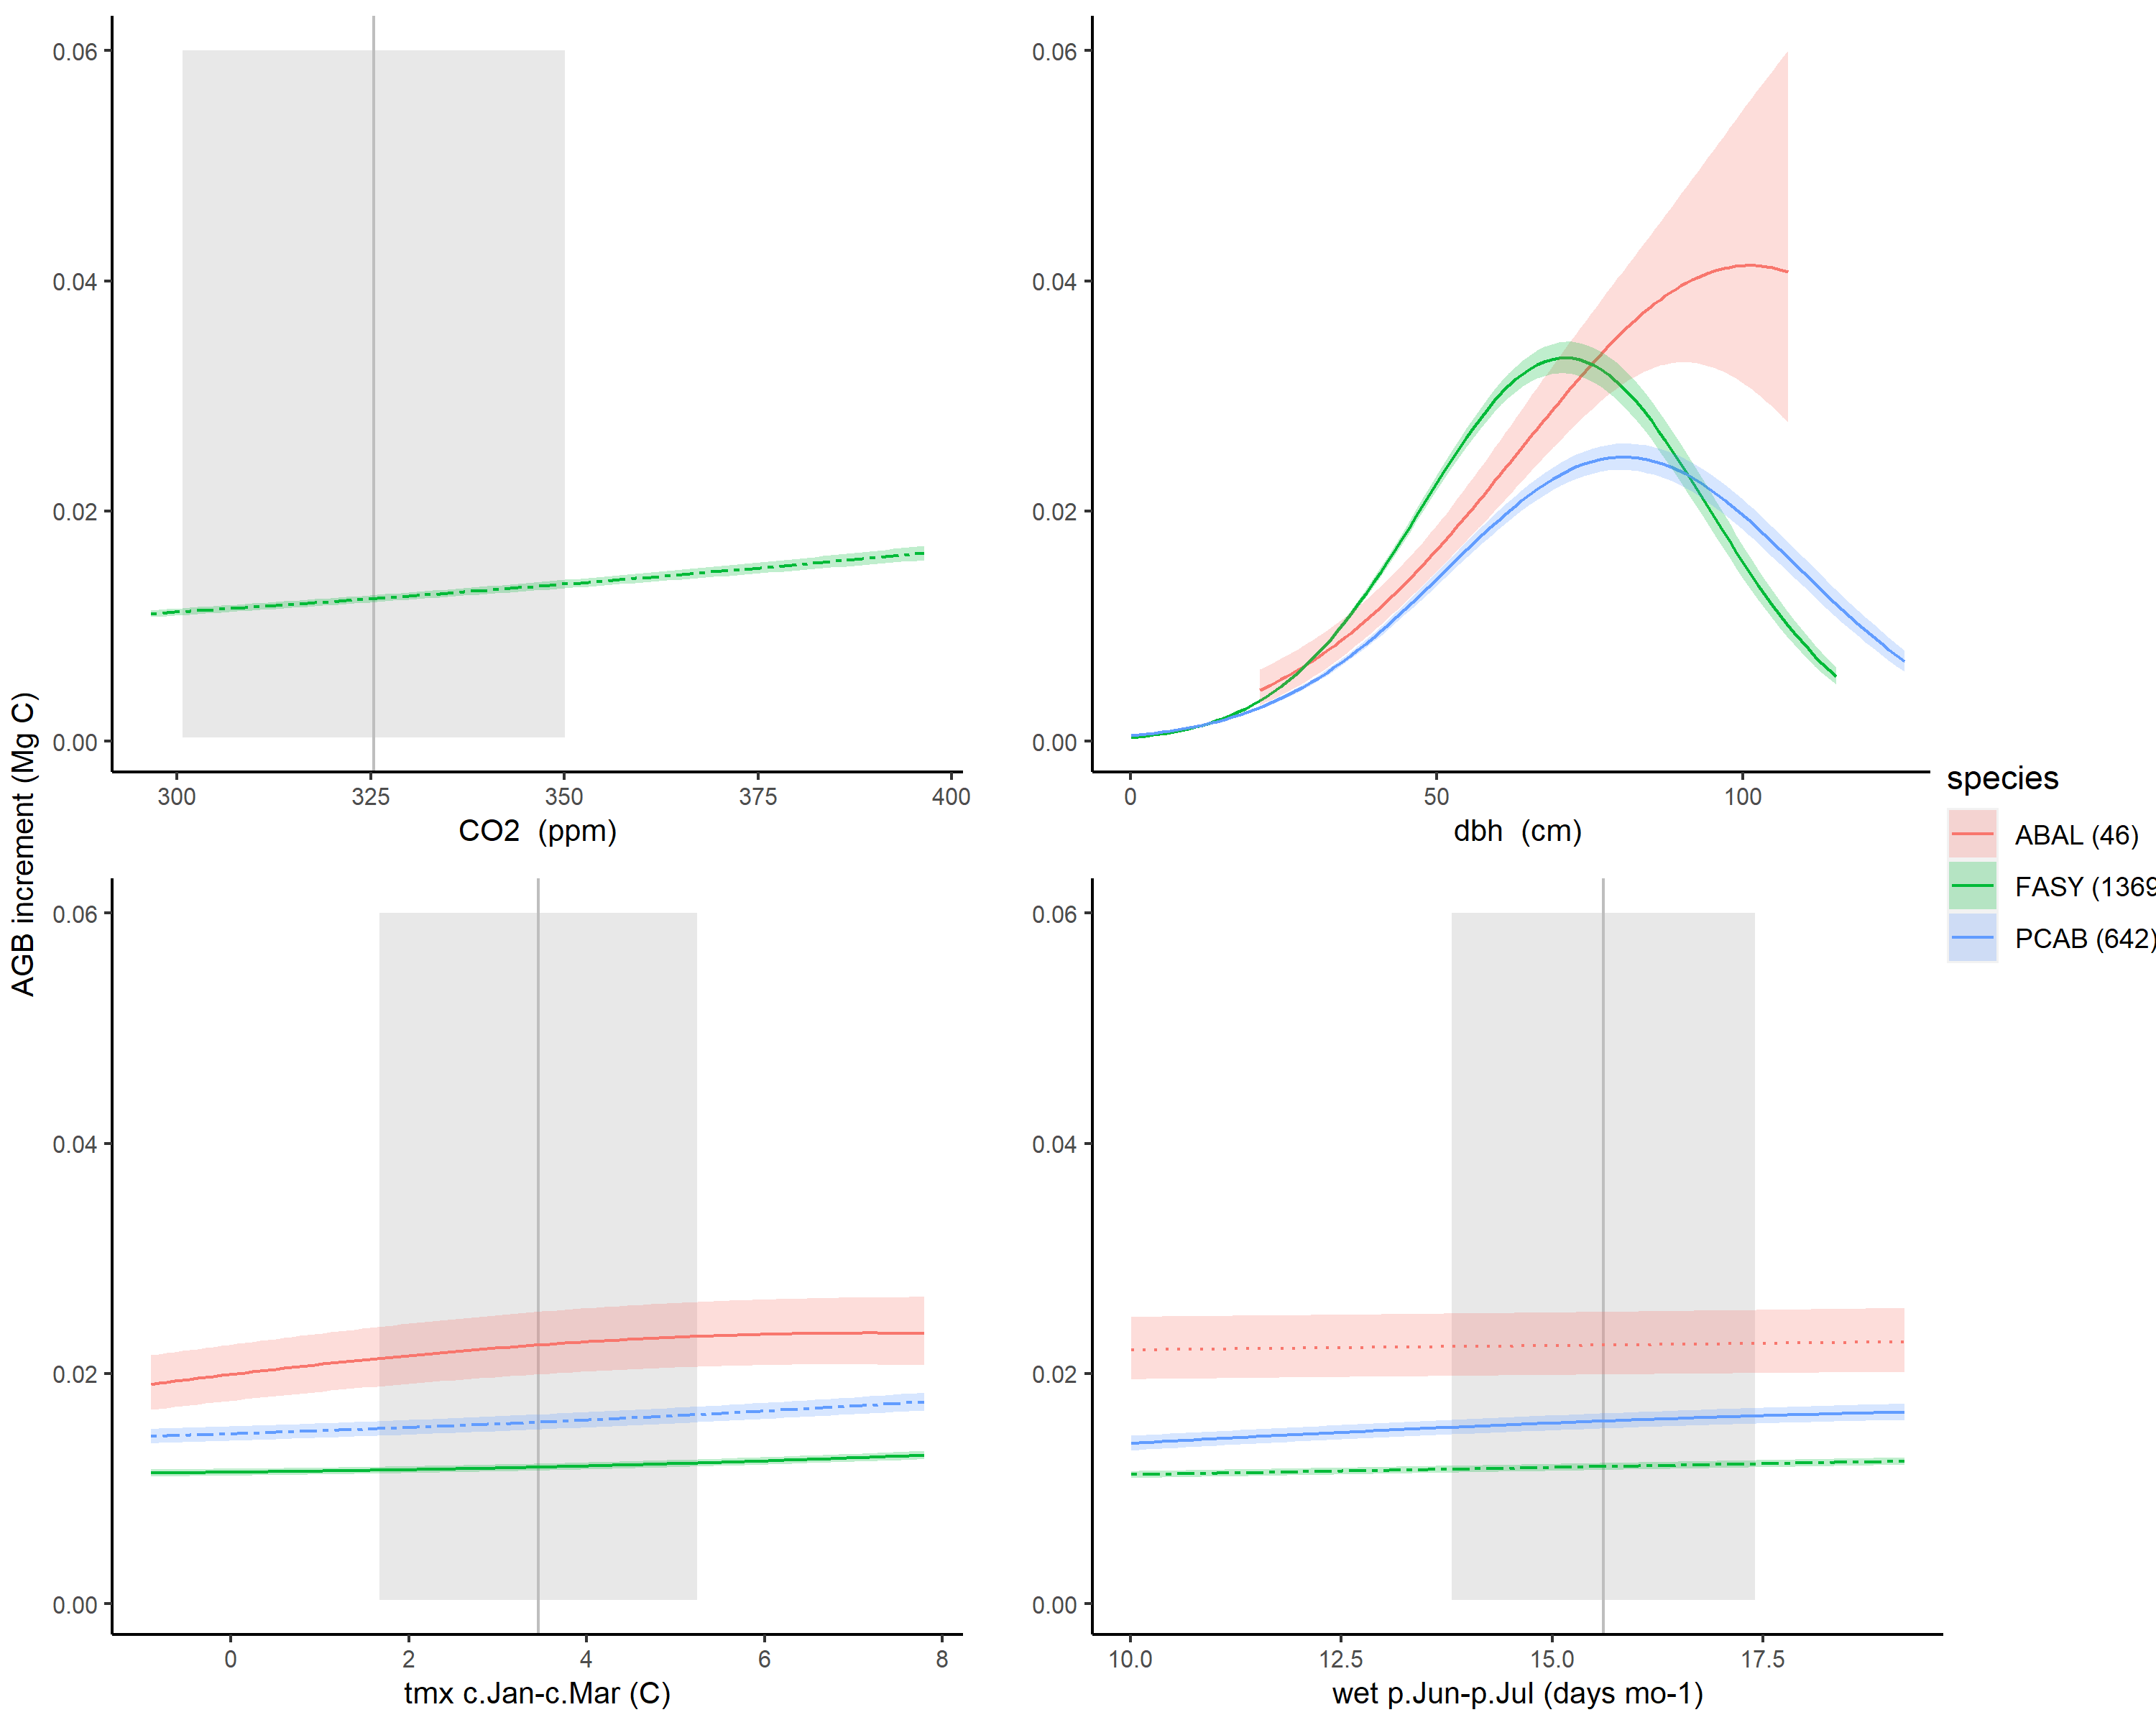 AGB increment (Mg C)
0.06
0.04
0.02
0.00
300 325 350 375 400
CO2 (ppm)
0.06
0.04
0.02
0.00
0 50 100
dbh (cm)
0.06
0.04
0.02
0.00
0 2 4 6 8
tmx c.Jan-c.Mar (C)
0.06
0.04
0.02
0.00
10.0 12.5 15.0 17.5
wet p.Jun-p.Jul (days mo-1)
species
ABAL (46)
FASY (1369
PCAB (642)